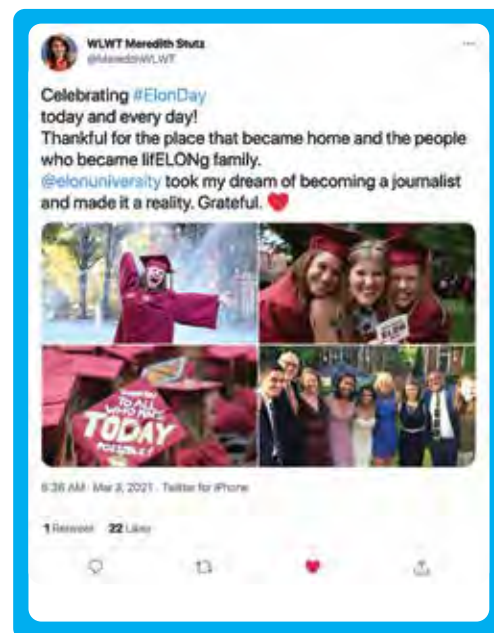 WLWT Meredith Stutz
@MeredithWLWT
Celebrating #ElonDay
today and every day!
Thankful for the place that became home and the people
who became lifELONg family.
@elonuniversity took my dream of becoming a journalist
and made it a reality. Grateful.
TO ALL
WHO MADE
TODAY
POSSIBLE!
ELON
6:36 AM · Mar 3, 2021 · Twitter for iPhone
1 Retweet 22 Likes